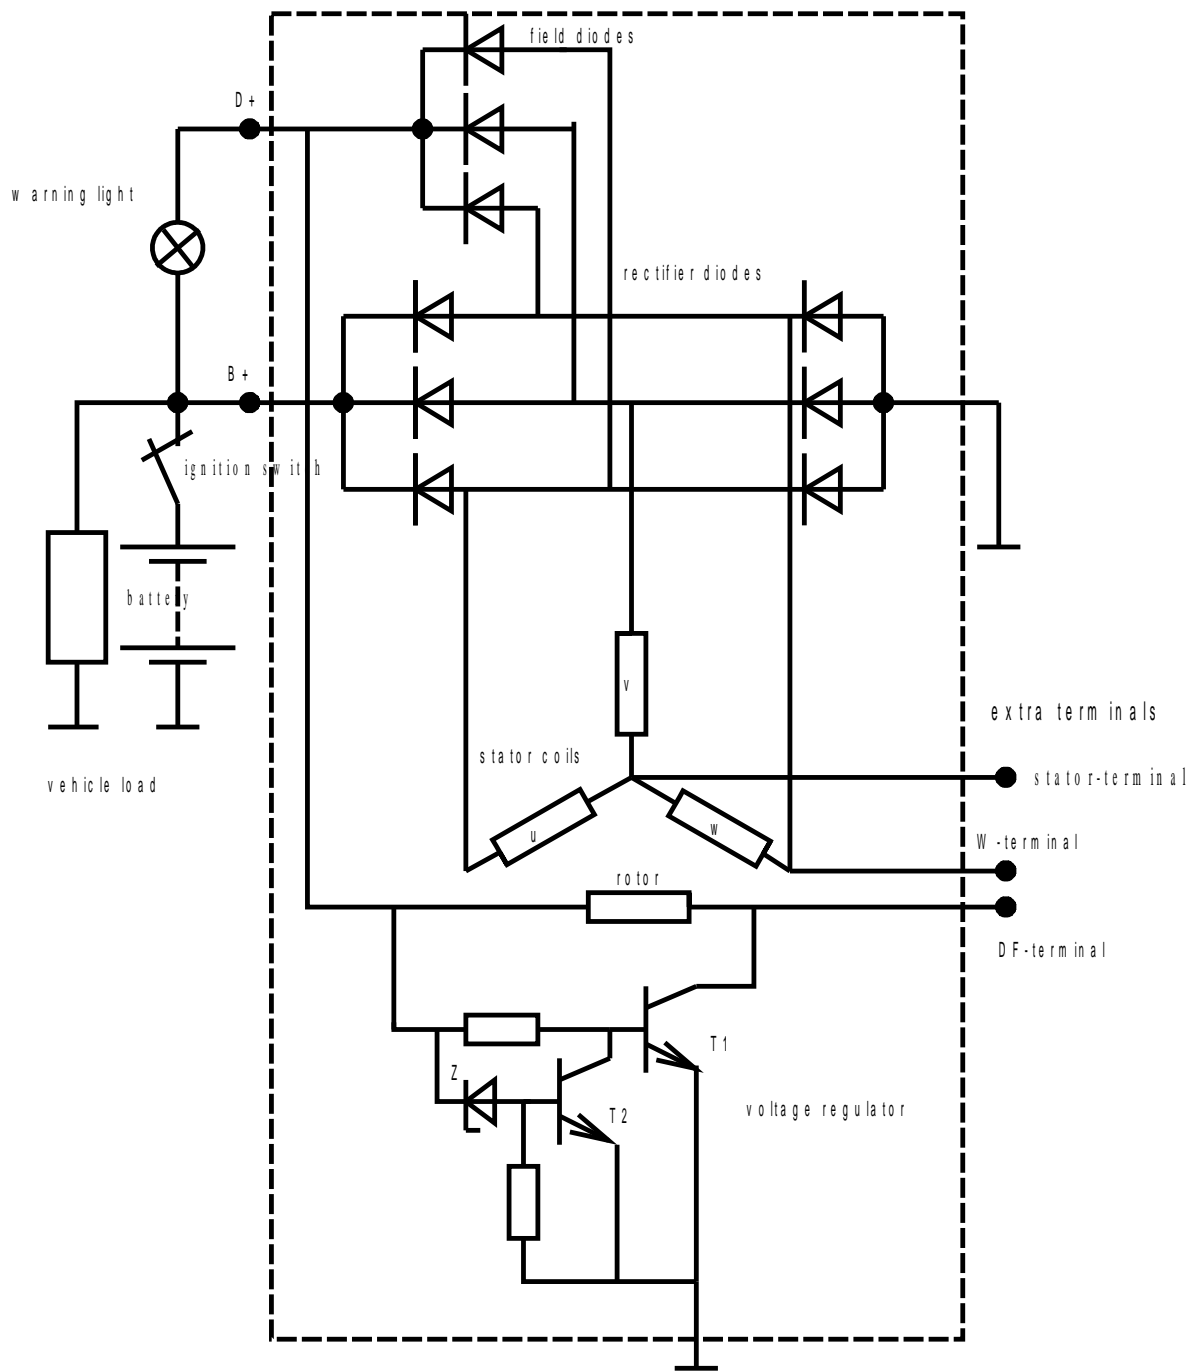 field diodes
D+
warning light
rectifier diodes
B+
ignition switch
battery
v
extra terminals
stator coils
stator-terminal
vehicle load
u
w
W-terminal
rotor
DF-terminal
T1
Z
T2
voltage regulator